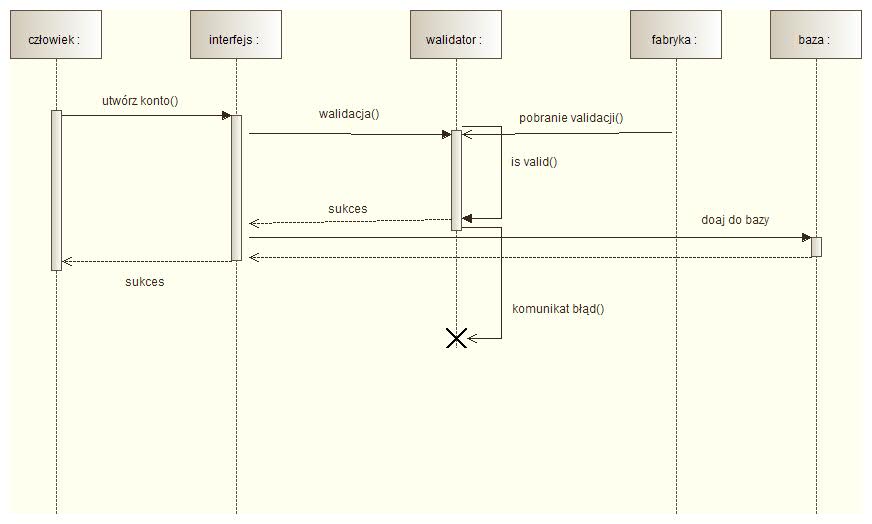 człowiek :
interfejs :
walidator :
fabryka :
baza :
utwórz konto()
walidacja()
pobranie validacji()
is valid()
sukces
doaj do bazy
sukces
komunikat błąd()